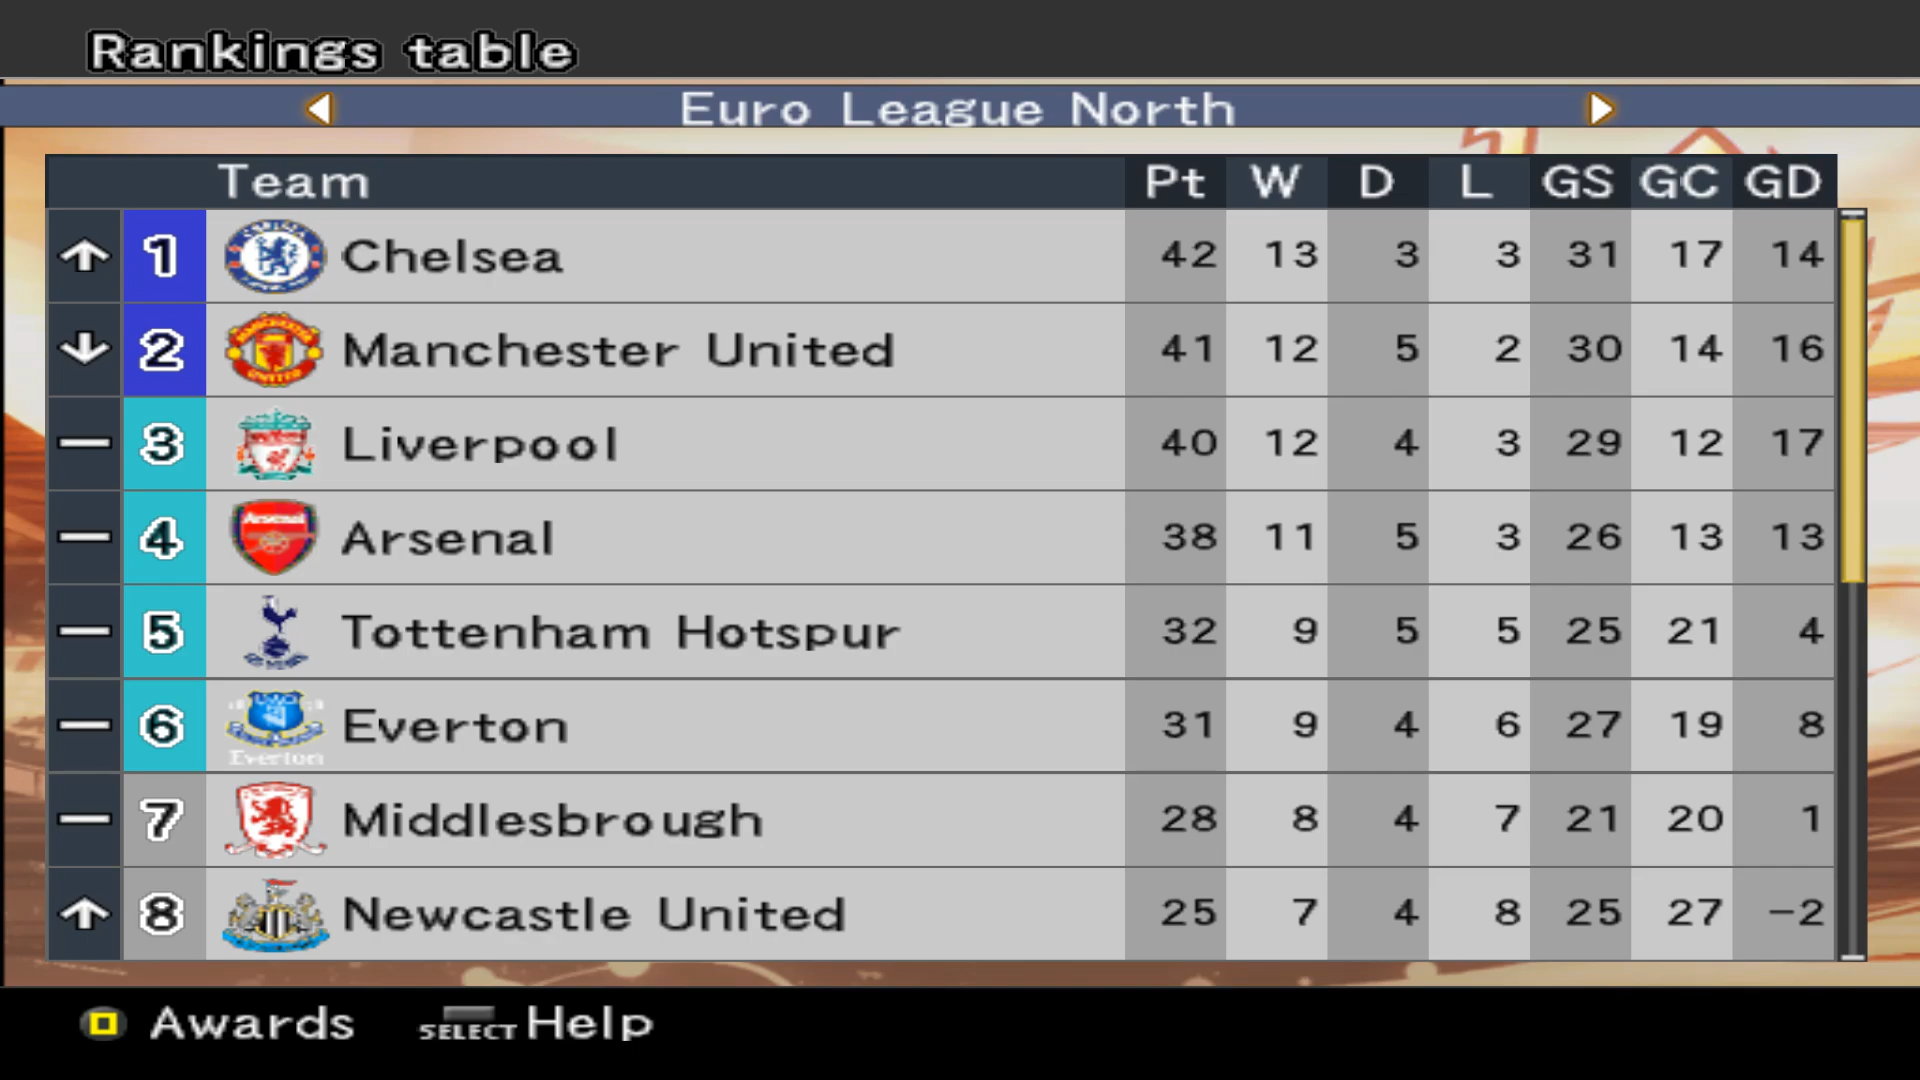 Rankings table
Euro League North
Team Pt W D L GS GC GD
1 Chelsea 42 13 3 3 31 17 14
2 Manchester United 41 12 5 2 30 14 16
3 Liverpool 40 12 4 3 29 12 17
4 Arsenal 38 11 5 3 26 13 13
5 Tottenham Hotspur 32 9 5 5 25 21 4
6 Everton Everton 31 9 4 6 27 19 8
7 Middlesbrough 28 8 4 7 21 20 1
8 Newcastle United 25 7 4 8 25 27 -2
Awards SELECT Help